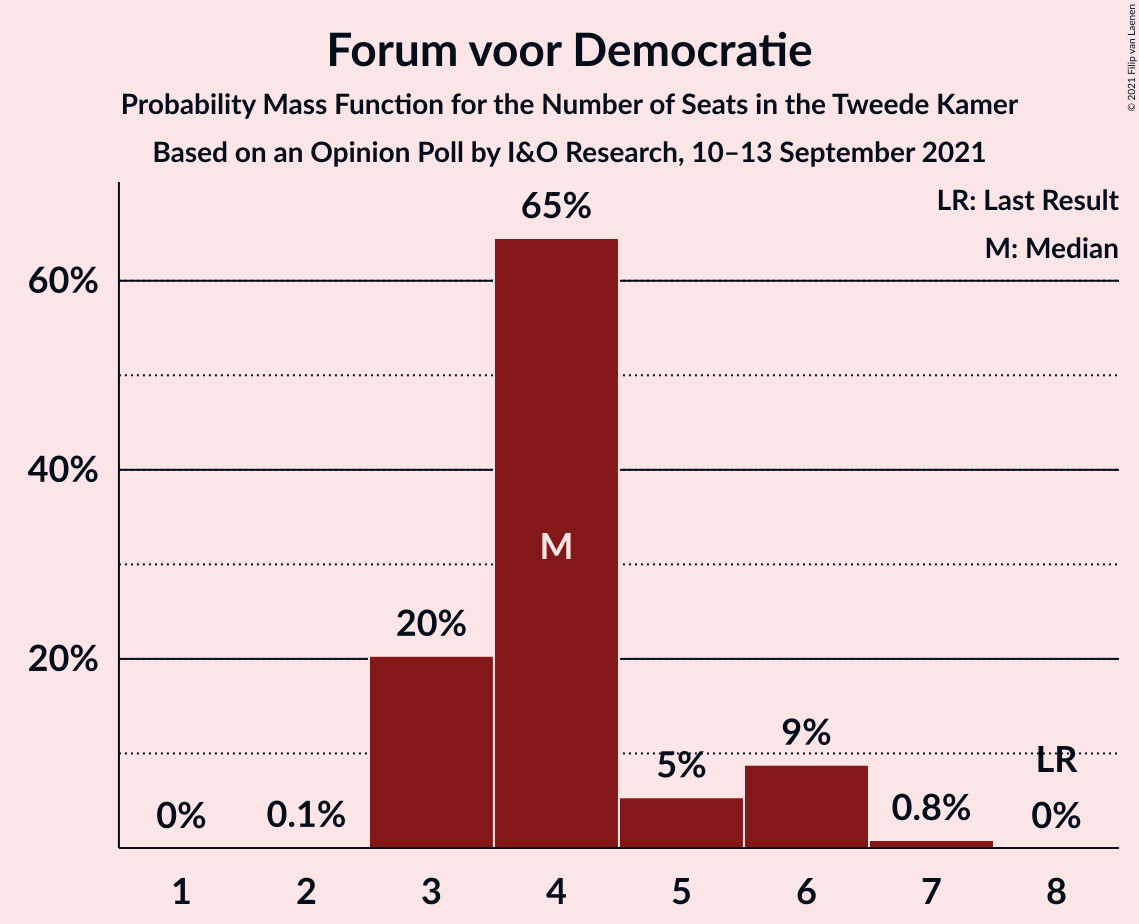 Forum voor Democratie
Probability Mass Function for the Number of Seats in the Tweede Kamer
Based on an Opinion Poll by I&O Research, 10–13 September 2021
© 2021 Filip van Laenen
LR: Last Result
M: Median
60%
40%
20%
0%
0.1%
20%
65%
M
5%
9%
0.8%
LR
0%
1 2 3 4 5 6 7 8